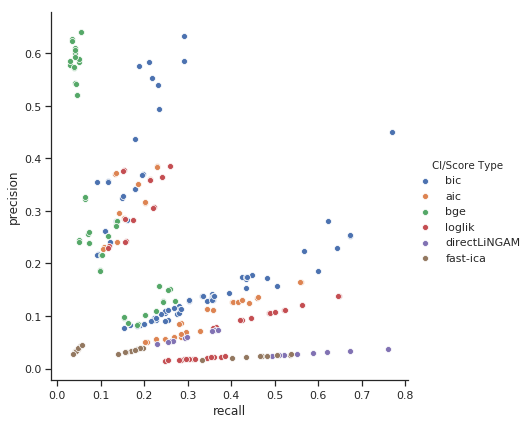 0.6
0.5
0.4
0.3
0.2
0.1
0.0
precision
0.0 0.1 0.2 0.3 0.4 0.5 0.6 0.7 0.8
recall
CI/Score Type
bic
aic
bge
loglik
directLiNGAM
fast-ica